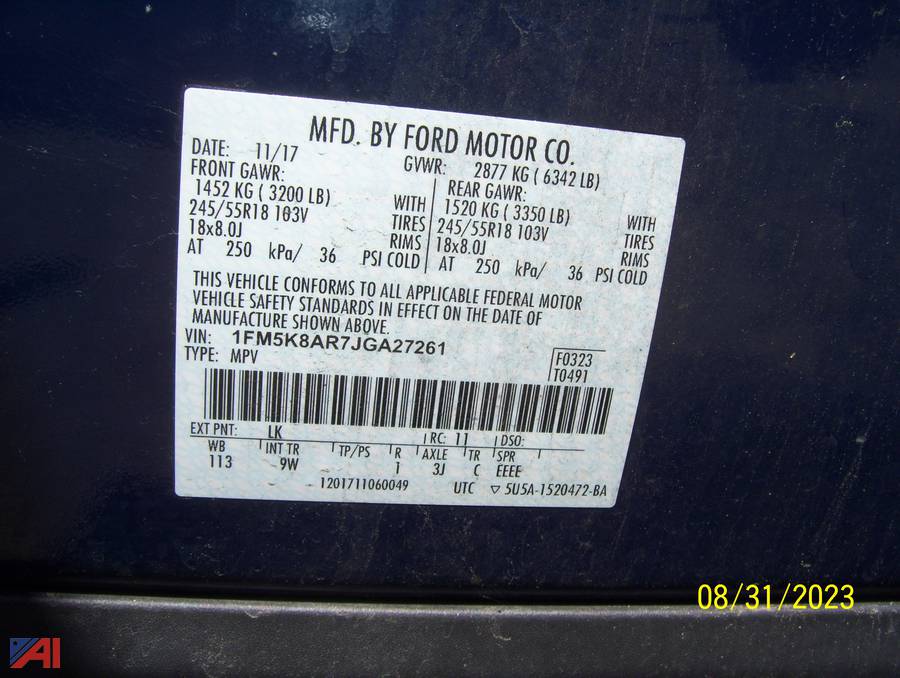 MFD. BY FORD MOTOR CO.
DATE: 11/17 GVWR: 2877 KG ( 6342 LB)
FRONT GAWR: REAR GAWR:
1452 KG ( 3200 LB) WITH 1520 KG ( 3350 LB) WITH
245/55R18 103V TIRES 245/55R18 103V TIRES
18x8.0J RIMS 18x8.0J RIMS
AT 250 kPa/ 36 PSI COLD AT 250 kPa/ 36 PSI COLD
THIS VEHICLE CONFORMS TO ALL APPLICABLE FEDERAL MOTOR
VEHICLE SAFETY STANDARDS IN EFFECT ON THE DATE OF
MANUFACTURE SHOWN ABOVE.
VIN: 1FM5K8AR7JGA27261
TYPE: MPV
F0323
T0491
EXT PNT: LK RC: 11 DSO:
WB INT TR TP/PS R AXLE TR SPR
113 9W 1 3J C EEEE
1201711060049 UTC ▽ 5U5A-1520472-BA
08/31/2023
AI